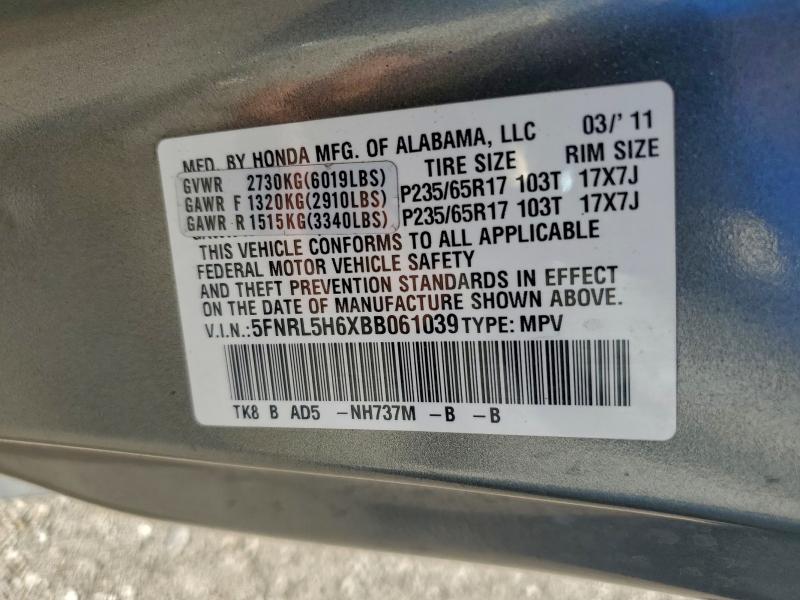 MFD. BY HONDA MFG. OF ALABAMA, LLC 03/'11
TIRE SIZE RIM SIZE
GVWR 2730KG(6019LBS)
GAWR F 1320KG(2910LBS) P235/65R17 103T 17X7J
GAWR R 1515KG(3340LBS) P235/65R17 103T 17X7J
THIS VEHICLE CONFORMS TO ALL APPLICABLE
FEDERAL MOTOR VEHICLE SAFETY
AND THEFT PREVENTION STANDARDS IN EFFECT
ON THE DATE OF MANUFACTURE SHOWN ABOVE.
V.I.N.:5FNRL5H6XBB061039 TYPE: MPV
TK8 B AD5 -NH737M -B -B